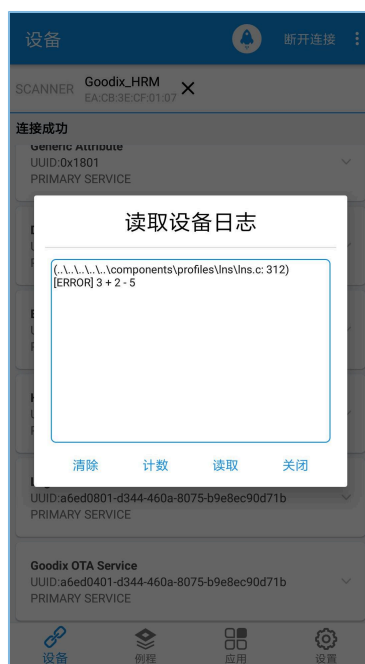 设备
断开连接
SCANNER
Goodix_HRM
EA:CB:3E:CF:01:07
连接成功
Generic Attribute
UUID:0x1801
PRIMARY SERVICE
读取设备日志
(..\..\..\..\..\components\profiles\lns\lns.c: 312)
[ERROR] 3 + 2 - 5
清除
计数
读取
关闭
UUID:a6ed0801-d344-460a-8075-b9e8ec90d71b
PRIMARY SERVICE
Goodix OTA Service
UUID:a6ed0401-d344-460a-8075-b9e8ec90d71b
PRIMARY SERVICE
设备
例程
应用
设置